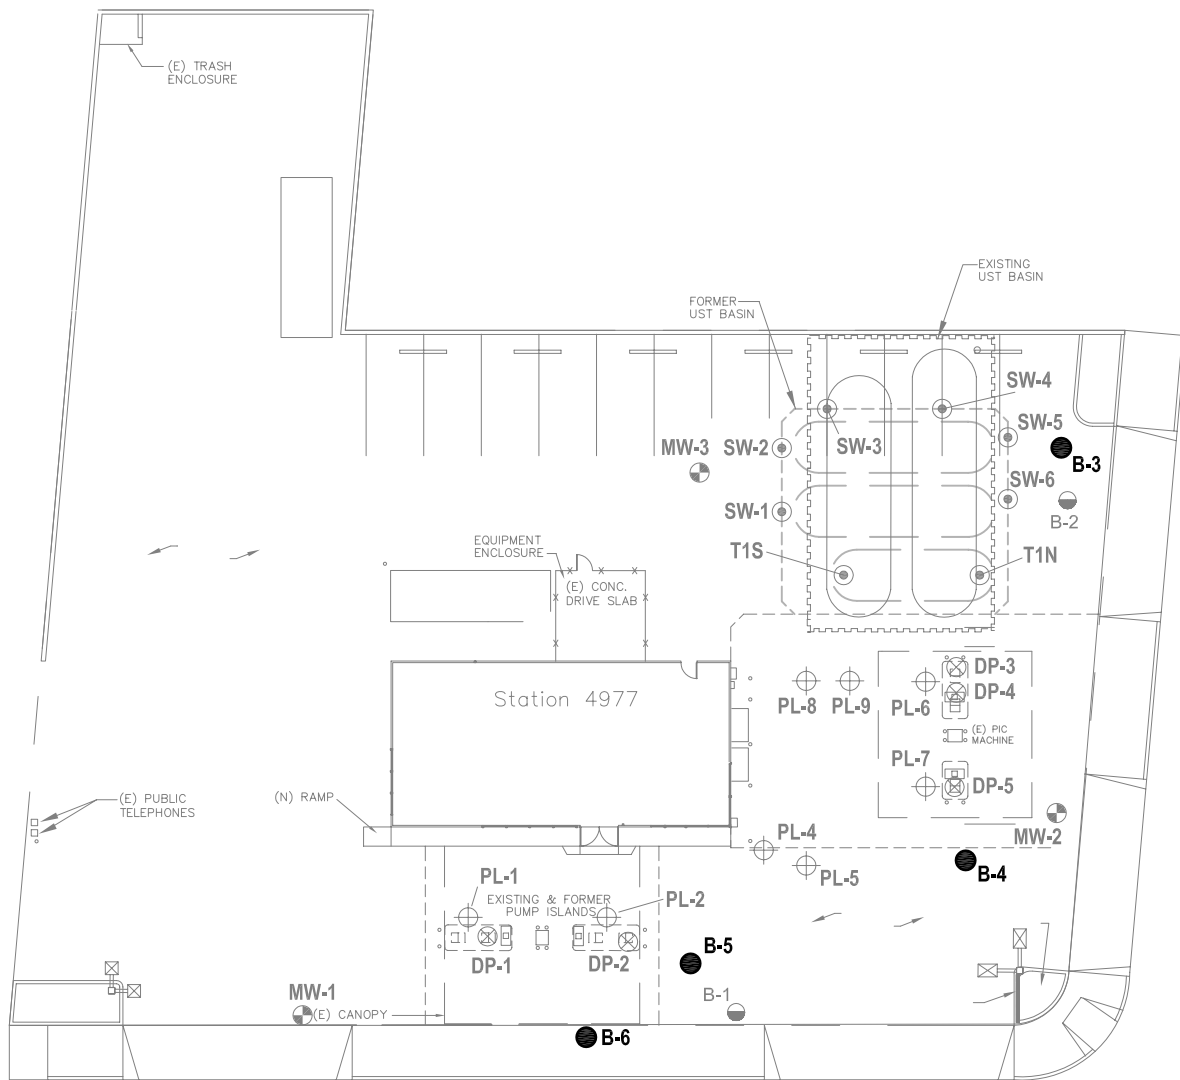 (E) TRASH
ENCLOSURE
EXISTING
UST BASIN
FORMER
UST BASIN
SW-4
SW-5
SW-3
MW-3
SW-2
B-3
SW-6
SW-1
B-2
EQUIPMENT
ENCLOSURE
T1S
T1N
(E) CONC.
DRIVE SLAB
Station 4977
DP-3
DP-4
PL-8
PL-9
PL-6
(E) PIC
MACHINE
PL-7
DP-5
(E) PUBLIC
TELEPHONES
(N) RAMP
MW-2
PL-4
B-4
PL-5
PL-1
EXISTING & FORMER
PUMP ISLANDS
PL-2
B-5
DP-1
DP-2
MW-1
B-1
(E) CANOPY
B-6